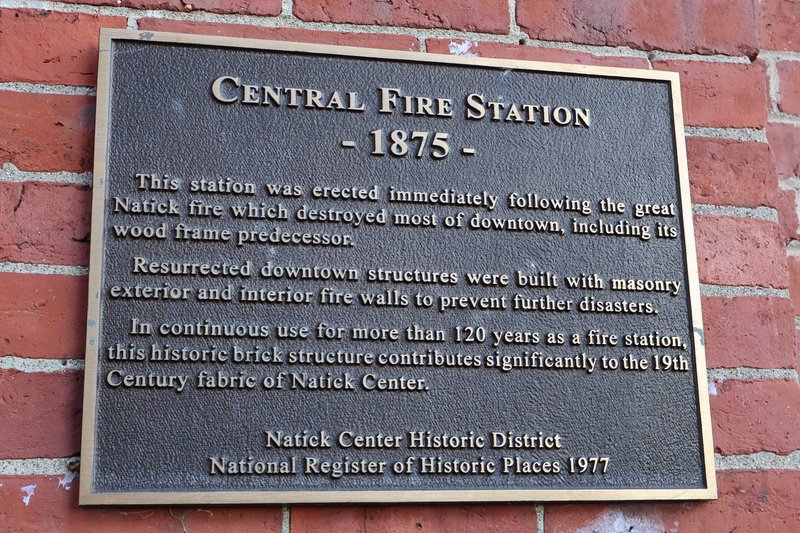 Central Fire Station
- 1875 -
This station was erected immediately following the great
Natick fire which destroyed most of downtown, including its
wood frame predecessor.
Resurrected downtown structures were built with masonry
exterior and interior fire walls to prevent further disasters.
In continuous use for more than 120 years as a fire station,
this historic brick structure contributes significantly to the 19th
Century fabric of Natick Center.
Natick Center Historic District
National Register of Historic Places 1977